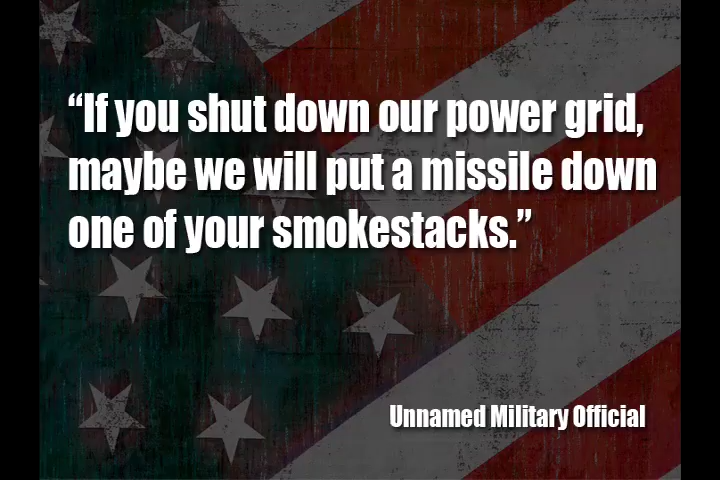 “If you shut down our power grid,
maybe we will put a missile down
one of your smokestacks.”
Unnamed Military Official